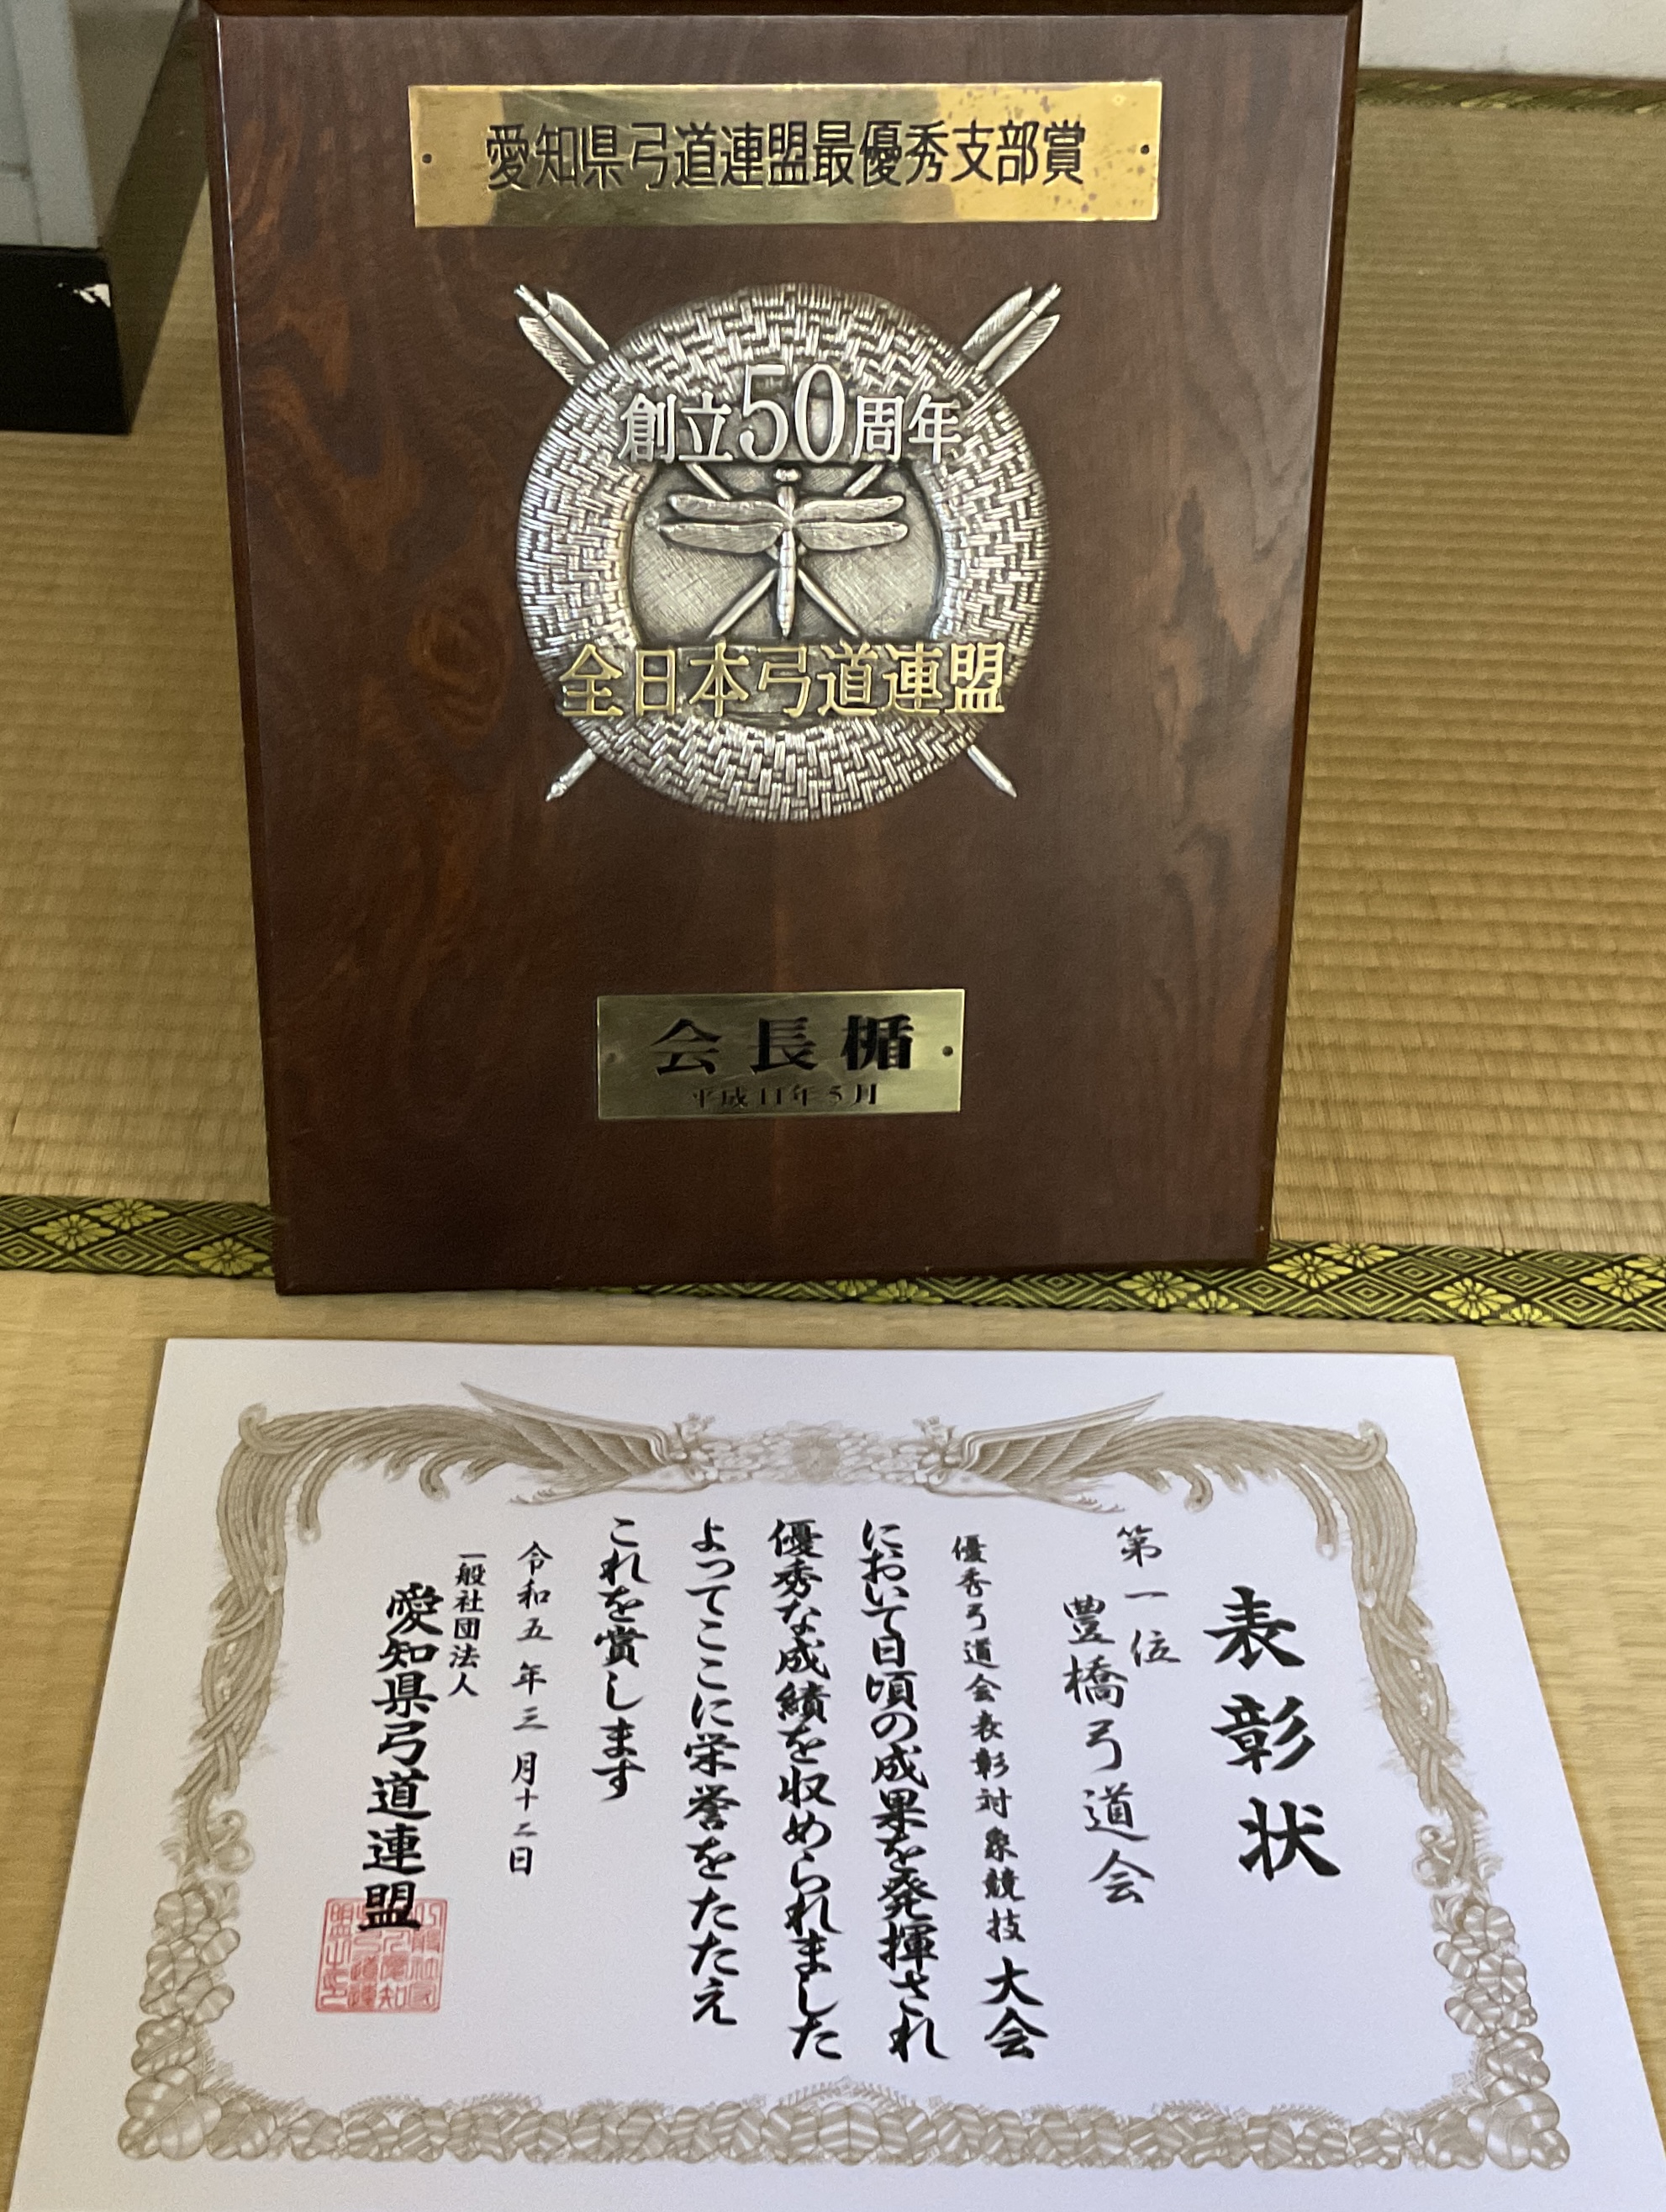 愛知県弓道連盟最優秀支部賞
創立50周年
全日本弓道連盟
会長楯
平成11年5月
表彰状
第一位
豊橋弓道会
優秀弓道会表彰対象競技大会
において日頃の成果を発揮され
優秀な成績を収められました
よってここに栄誉をたたえ
これを賞します
令和五年三月十二日
一般社団法人
愛知県弓道連盟